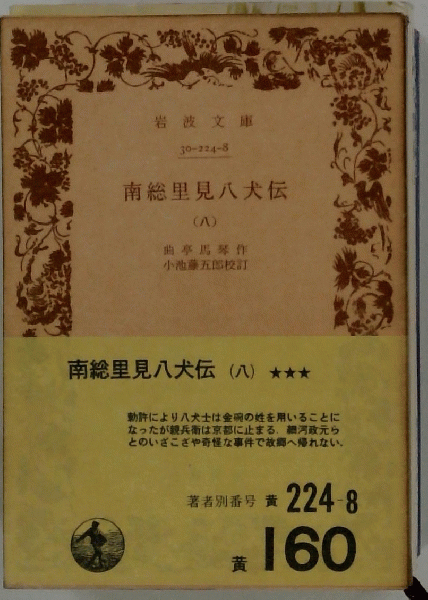 岩波文庫
30-224-8
南総里見八犬伝
(八)
曲亭馬琴作
小池藤五郎校訂
南総里見八犬伝 (八) ★★★
勅許により八犬士は金碗の姓を用いることに
なったが親兵衛は京都に止まる. 細河政元ら
とのいざこざや奇怪な事件で故郷へ帰れない.
著者別番号 黄 224-8
黄 160